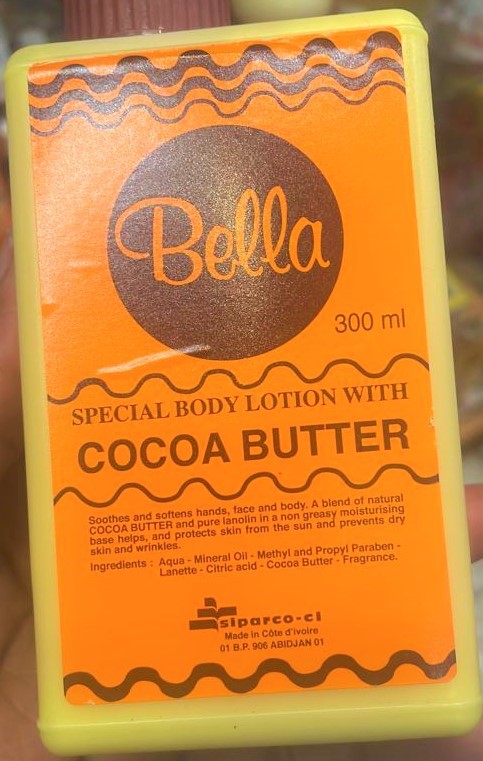 Bella
300 ml
SPECIAL BODY LOTION WITH
COCOA BUTTER
Soothes and softens hands, face and body. A blend of natural
COCOA BUTTER and pure lanolin in a non greasy moisturising
base helps, and protects skin from the sun and prevents dry
skin and wrinkles.
Ingredients : Aqua - Mineral Oil - Methyl and Propyl Paraben -
Lanette - Citric acid - Cocoa Butter - Fragrance.
siparco-ci
Made in Côte d'ivoire
01 B.P. 906 ABIDJAN 01